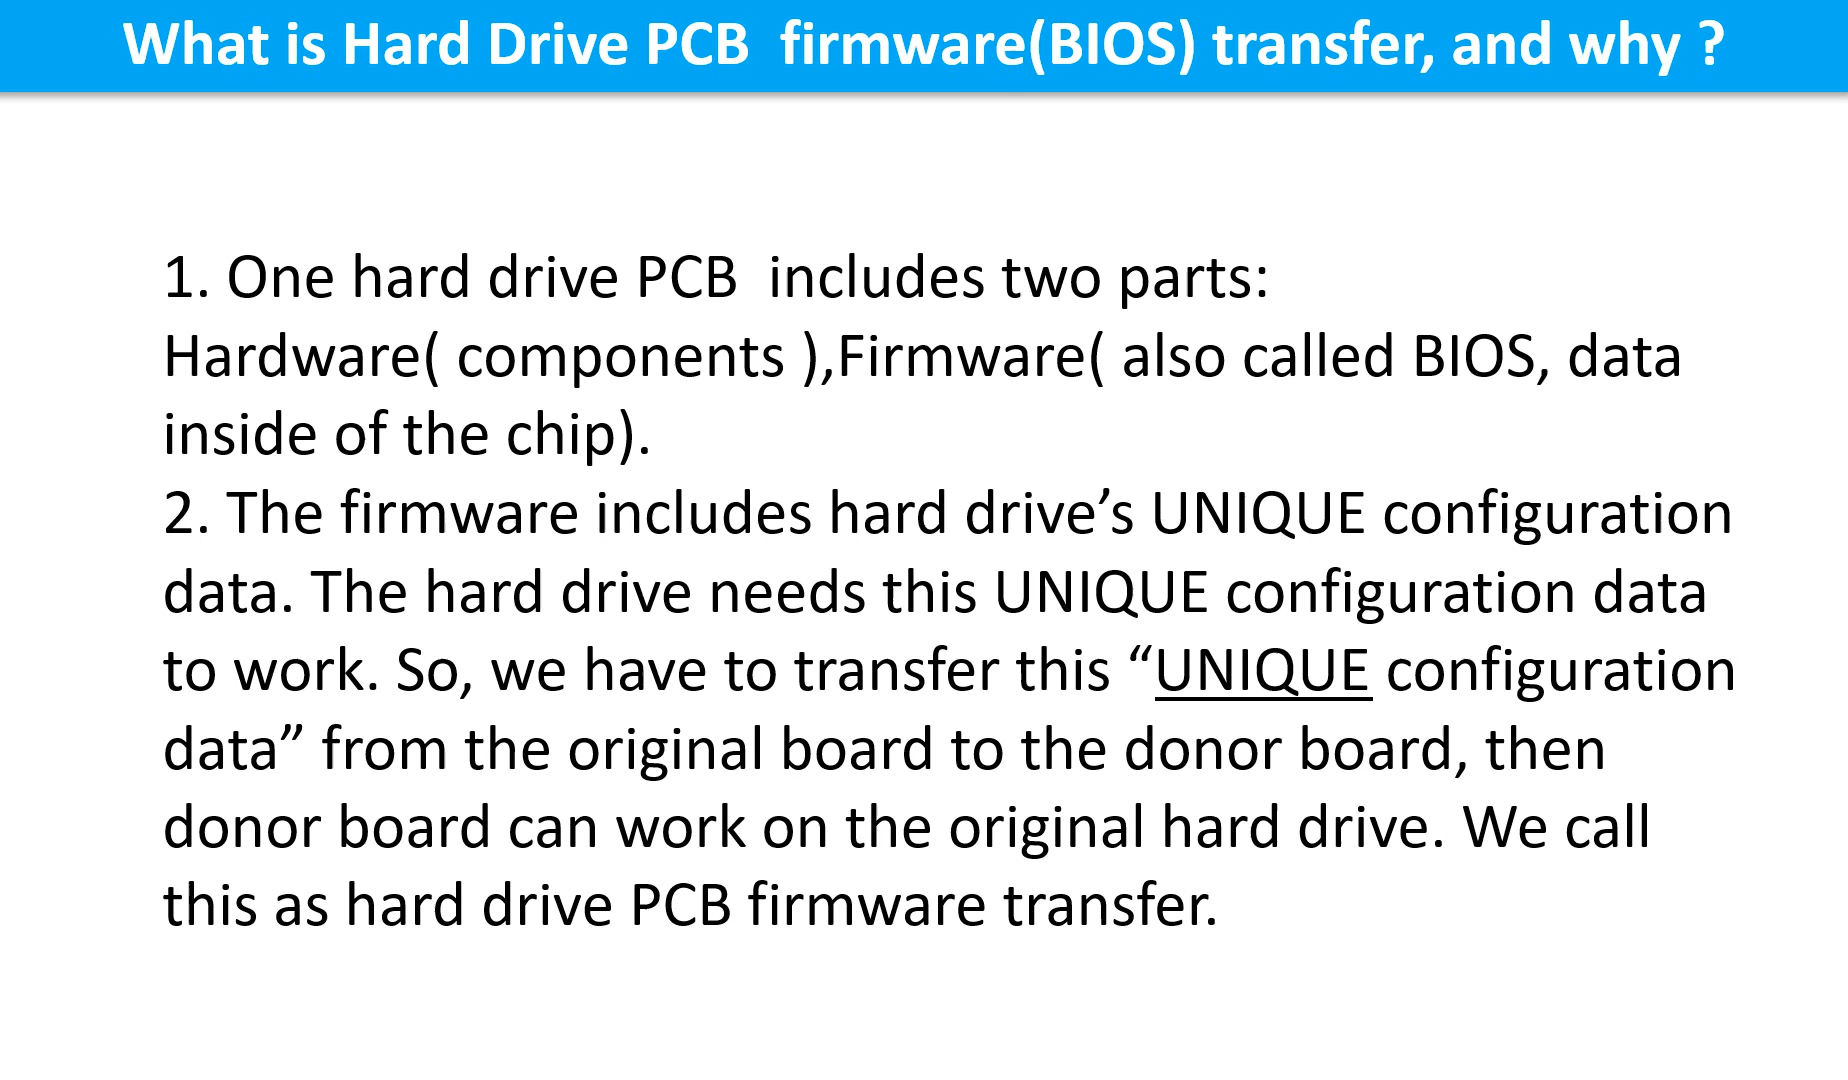 What is Hard Drive PCB  firmware(BIOS) transfer, and why ?
1. One hard drive PCB  includes two parts:
Hardware( components ),Firmware( also called BIOS, data
inside of the chip).
2. The firmware includes hard drive’s UNIQUE configuration
data. The hard drive needs this UNIQUE configuration data
to work. So, we have to transfer this “UNIQUE configuration
data” from the original board to the donor board, then
donor board can work on the original hard drive. We call
this as hard drive PCB firmware transfer.